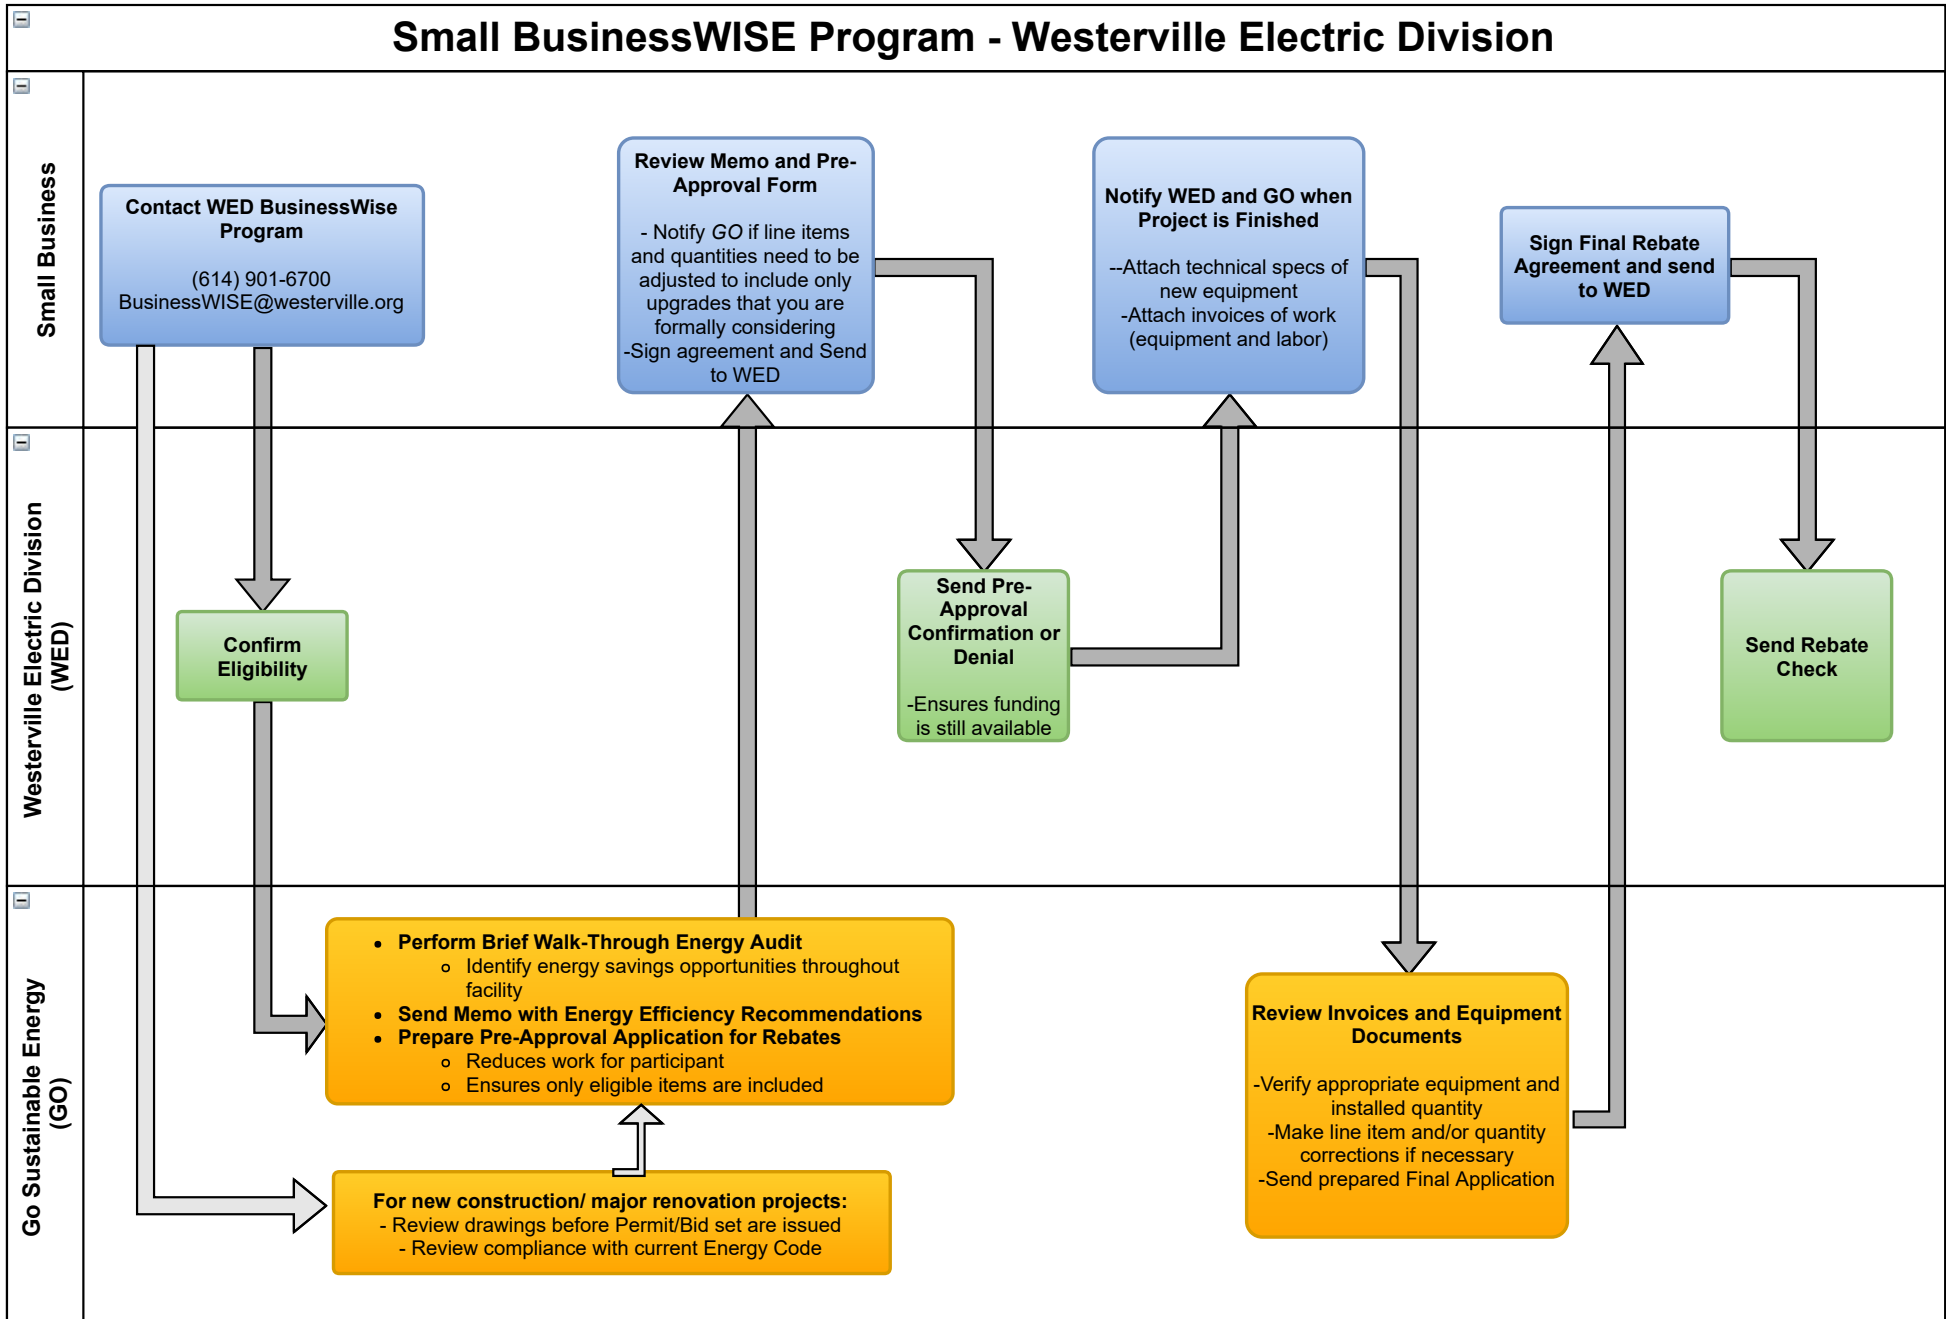 Small BusinessWISE Program - Westerville Electric Division
Small Business
Contact WED BusinessWise
Program
(614) 901-6700
BusinessWISE@westerville.org
Review Memo and Pre-
Approval Form
- Notify GO if line items
and quantities need to be
adjusted to include only
upgrades that you are
formally considering
-Sign agreement and Send
to WED
Notify WED and GO when
Project is Finished
--Attach technical specs of
new equipment
-Attach invoices of work
(equipment and labor)
Sign Final Rebate
Agreement and send
to WED
Westerville Electric Division
(WED)
Confirm
Eligibility
Send Pre-
Approval
Confirmation or
Denial
-Ensures funding
is still available
Send Rebate
Check
Go Sustainable Energy
(GO)
• Perform Brief Walk-Through Energy Audit
o Identify energy savings opportunities throughout
facility
• Send Memo with Energy Efficiency Recommendations
• Prepare Pre-Approval Application for Rebates
o Reduces work for participant
o Ensures only eligible items are included
For new construction/ major renovation projects:
- Review drawings before Permit/Bid set are issued
- Review compliance with current Energy Code
Review Invoices and Equipment
Documents
-Verify appropriate equipment and
installed quantity
-Make line item and/or quantity
corrections if necessary
-Send prepared Final Application